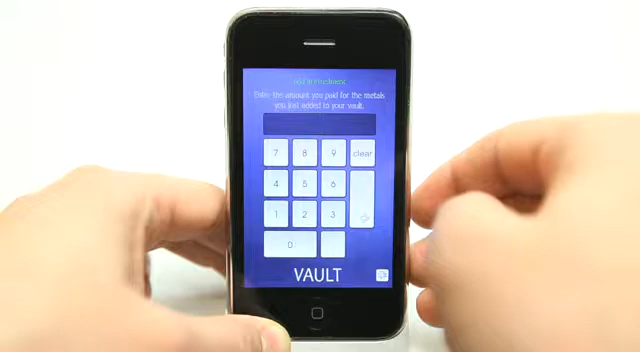 Enter the amount you paid for the metals
you just added to your vault.
7 8 9 clear
4 5 6
1 2 3
0
VAULT